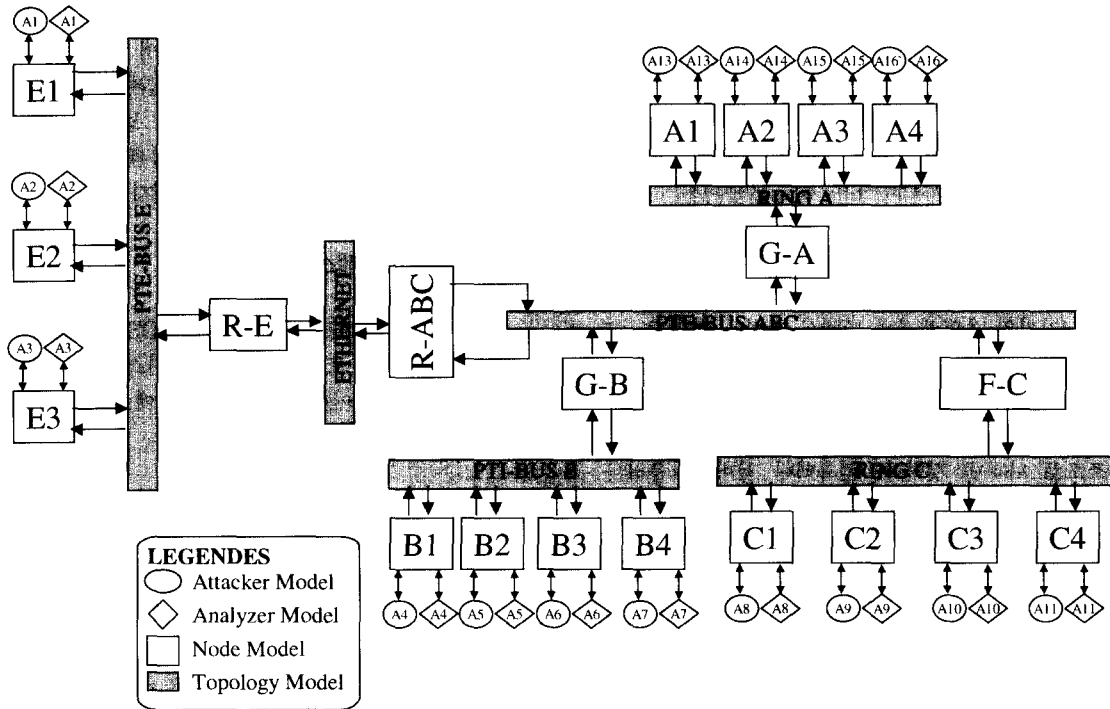 A1 A1
E1
A2 A2
E2
A3 A3
E3
PTE-BUS E
R-E
ETHERNET
R-ABC
A13 A13 A14 A14 A15 A15 A16 A16
A1 A2 A3 A4
RING A
G-A
PTE-BUS ABC
G-B
F-C
PTI-BUS B
RING C
B1 B2 B3 B4
A4 A4 A5 A5 A6 A6 A7 A7
C1 C2 C3 C4
A8 A8 A9 A9 A10 A10 A11 A11
LEGENDES
Attacker Model
Analyzer Model
Node Model
Topology Model